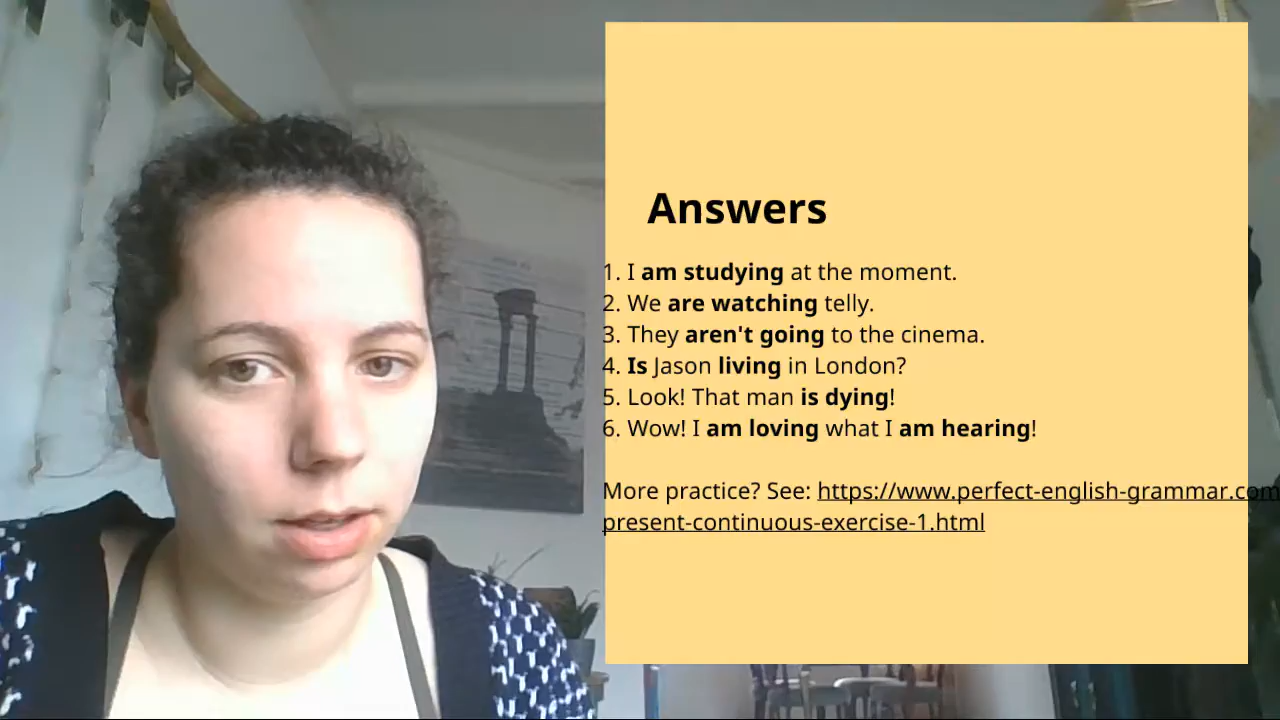 Answers
1. I am studying at the moment.
2. We are watching telly.
3. They aren't going to the cinema.
4. Is Jason living in London?
5. Look! That man is dying!
6. Wow! I am loving what I am hearing!
More practice? See: https://www.perfect-english-grammar.com
present-continuous-exercise-1.html